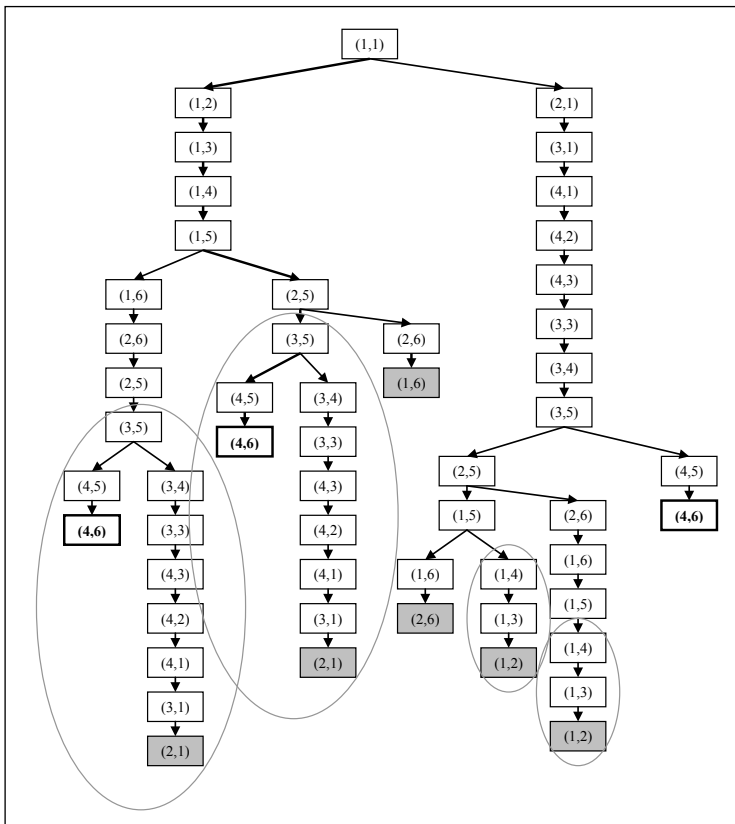 (1,1)
(1,2) (2,1)
(1,3) (3,1)
(1,4) (4,1)
(1,5) (4,2)
(4,3)
(1,6) (2,5)
(2,6) (3,5) (2,6) (3,3)
(2,5) (4,5) (3,4) (1,6) (3,4)
(3,5) (4,6) (3,3) (3,5)
(4,5) (3,4) (4,3) (2,5) (4,5)
(4,6) (3,3) (4,2) (1,5) (2,6) (4,6)
(4,3) (4,1) (1,6) (1,4) (1,6)
(4,2) (3,1) (2,6) (1,3) (1,5)
(4,1) (2,1) (1,2) (1,4)
(3,1) (1,3)
(2,1) (1,2)